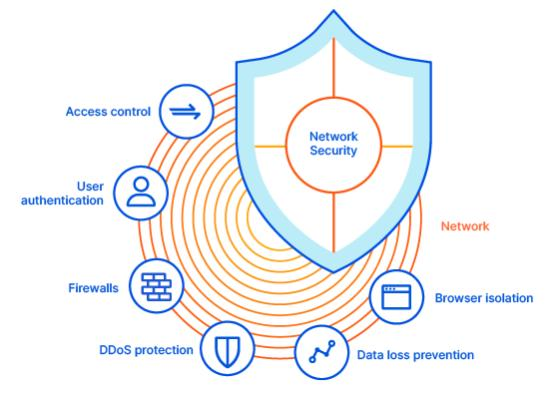 Access control
Network
Security
User
authentication
Network
Firewalls
Browser isolation
DDoS protection
Data loss prevention